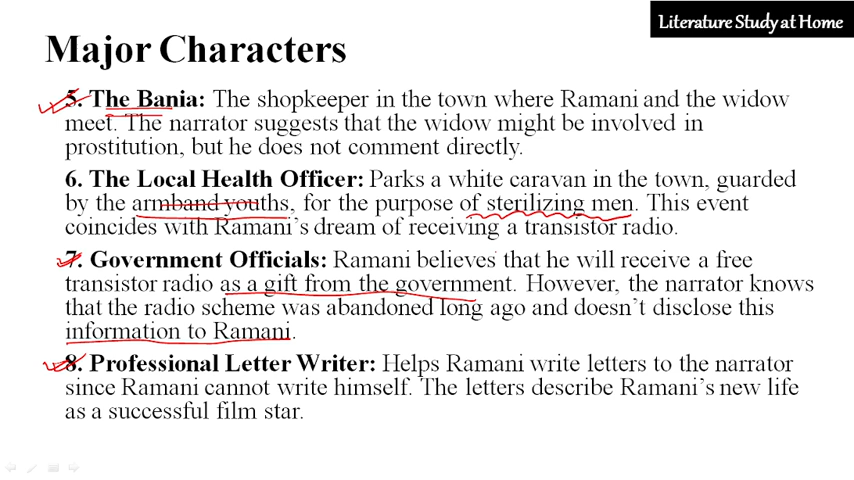 Literature Study at Home
Major Characters
5. The Bania: The shopkeeper in the town where Ramani and the widow
meet. The narrator suggests that the widow might be involved in
prostitution, but he does not comment directly.
6. The Local Health Officer: Parks a white caravan in the town, guarded
by the armband youths, for the purpose of sterilizing men. This event
coincides with Ramani's dream of receiving a transistor radio.
7. Government Officials: Ramani believes that he will receive a free
transistor radio as a gift from the government. However, the narrator knows
that the radio scheme was abandoned long ago and doesn't disclose this
information to Ramani.
8. Professional Letter Writer: Helps Ramani write letters to the narrator
since Ramani cannot write himself. The letters describe Ramani's new life
as a successful film star.